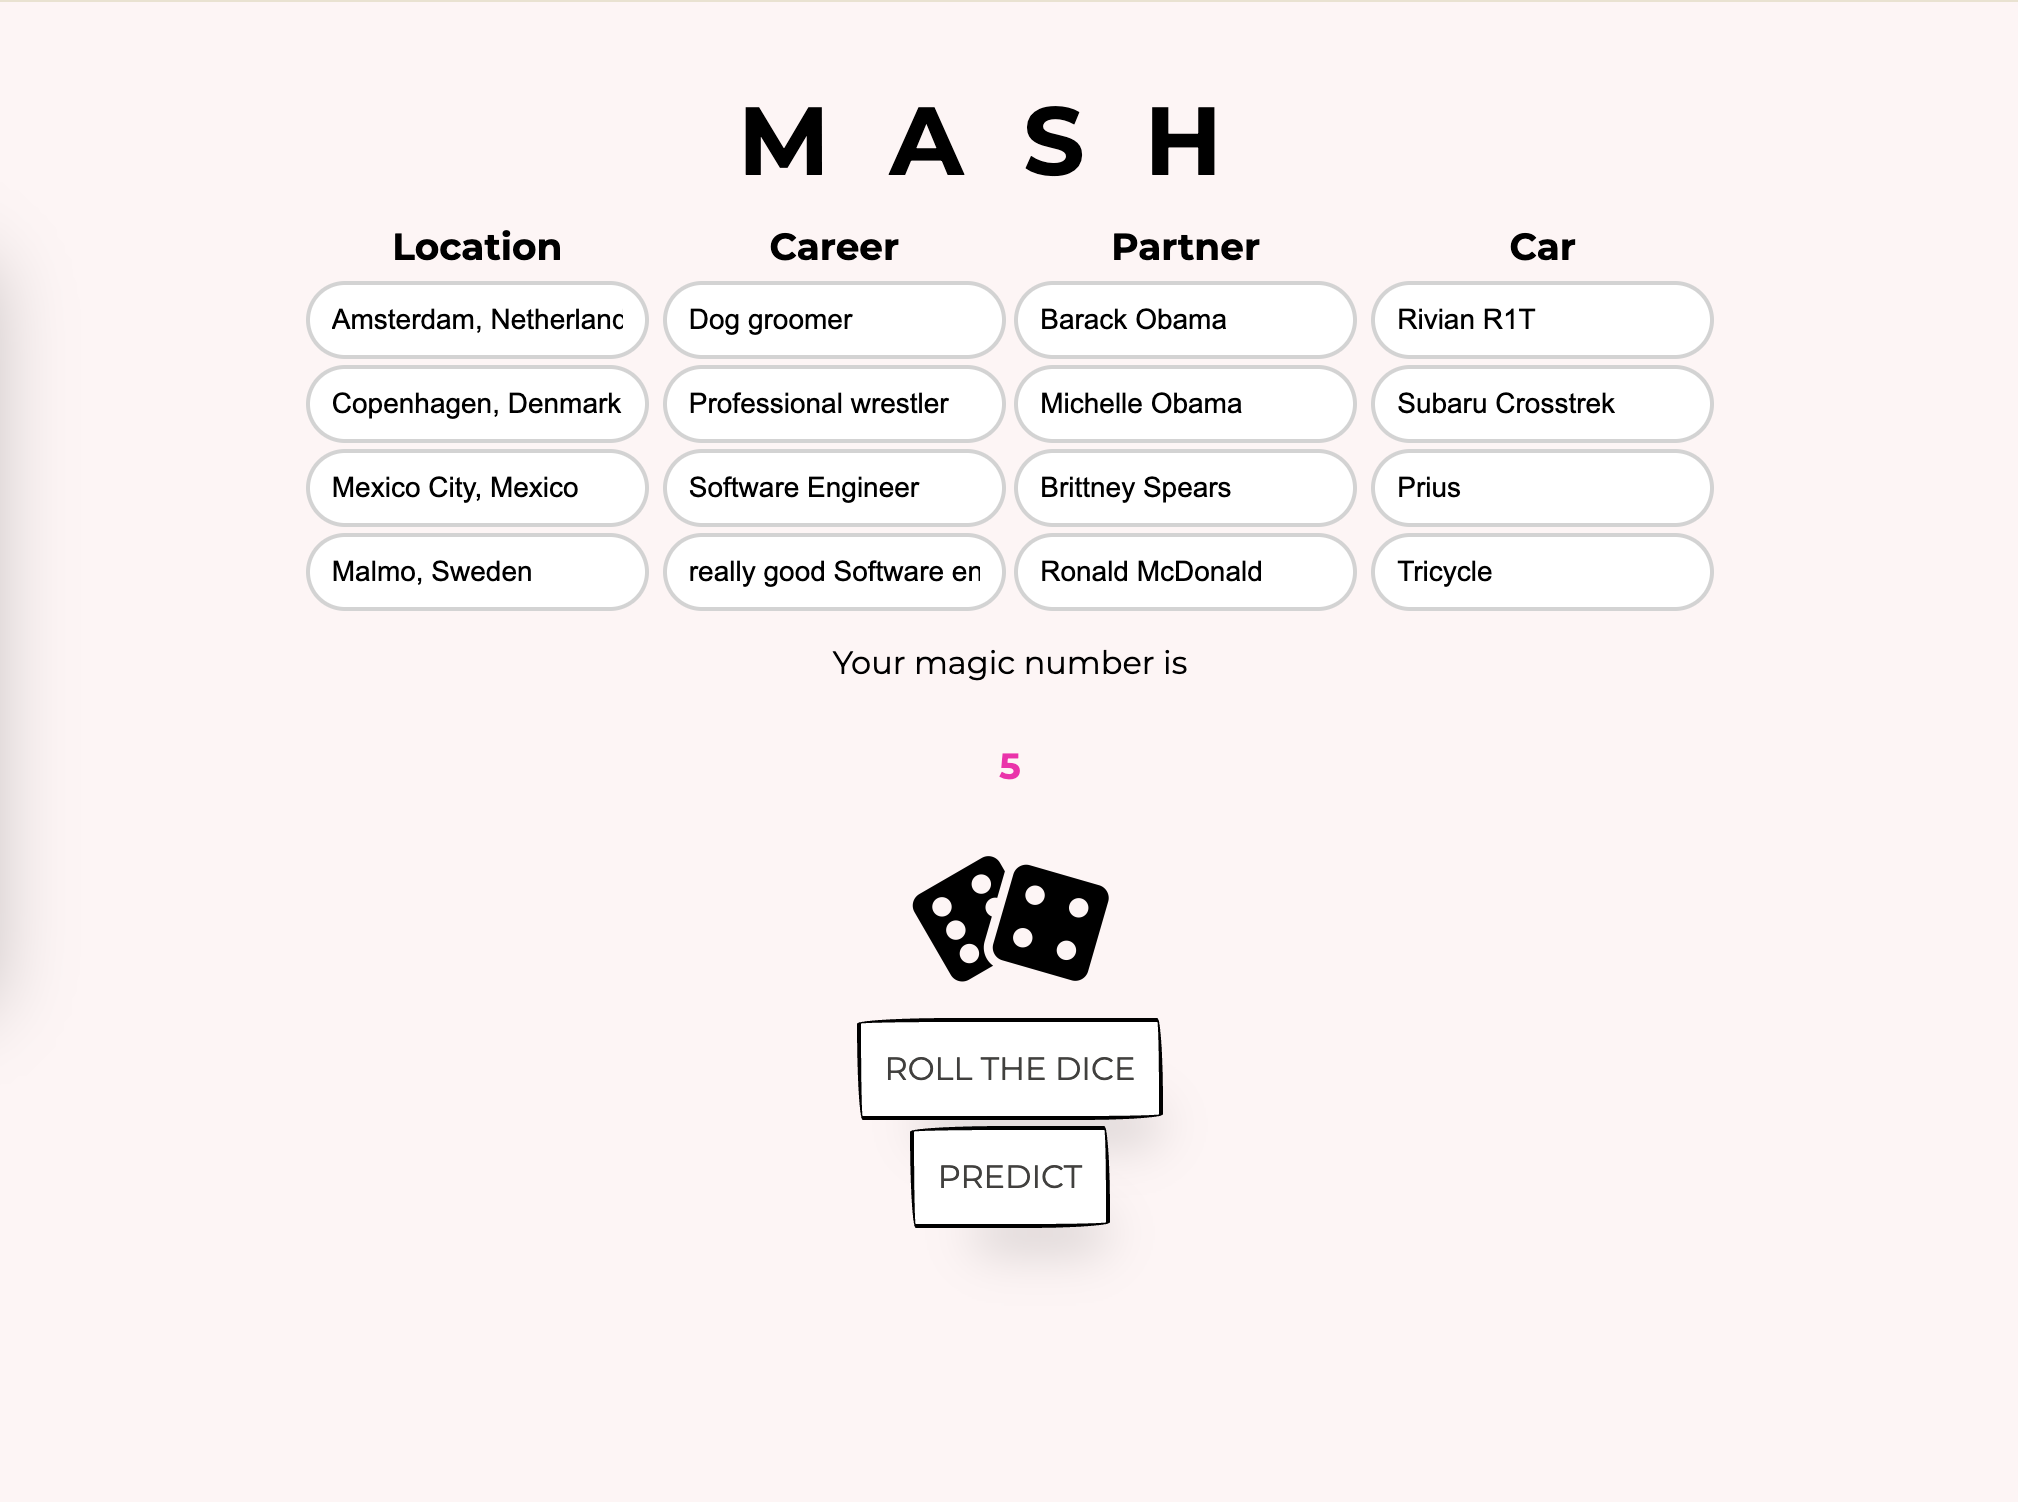 M A S H
Location Career Partner Car
Amsterdam, Netherland Dog groomer Barack Obama Rivian R1T
Copenhagen, Denmark Professional wrestler Michelle Obama Subaru Crosstrek
Mexico City, Mexico Software Engineer Brittney Spears Prius
Malmo, Sweden really good Software en Ronald McDonald Tricycle
Your magic number is
5
ROLL THE DICE
PREDICT